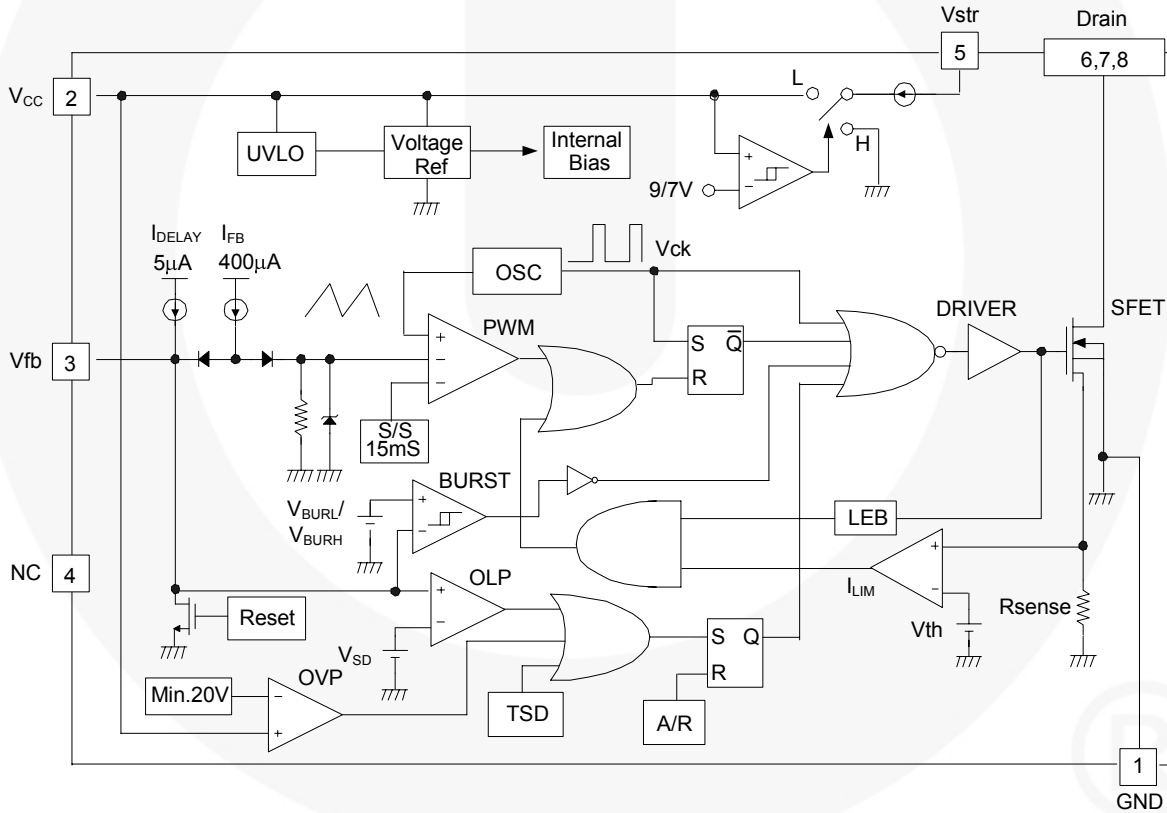 Vstr
Drain
5
6,7,8
VCC
2
L
H
UVLO
Voltage
Ref
Internal
Bias
+
−
9/7V
IDELAY
5μA
IFB
400μA
OSC
Vck
PWM
+
−
−
S/S
15mS
S
Q̅
R
DRIVER
SFET
Vfb
3
BURST
VBURL/
VBURH
+
−
LEB
NC
4
OLP
+
−
ILIM
+
−
Rsense
Vth
Reset
VSD
S
Q
R
OVP
Min.20V
−
+
TSD
A/R
1
GND
®